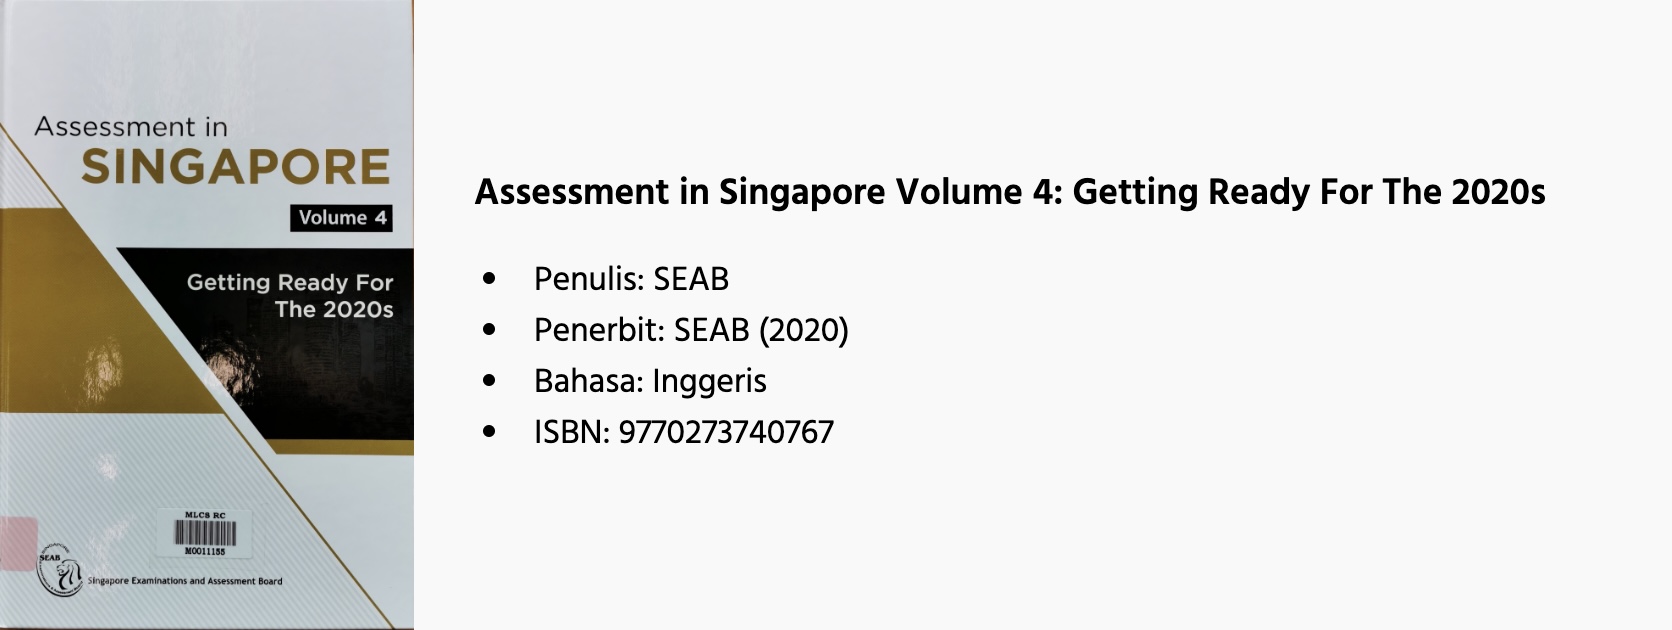 Assessment in
SINGAPORE
Volume 4
Getting Ready For
The 2020s
MLCS RC
M0011155
SINGAPORE
SEAB
Singapore Examinations and Assessment Board
Assessment in Singapore Volume 4: Getting Ready For The 2020s
• Penulis: SEAB
• Penerbit: SEAB (2020)
• Bahasa: Inggeris
• ISBN: 9770273740767